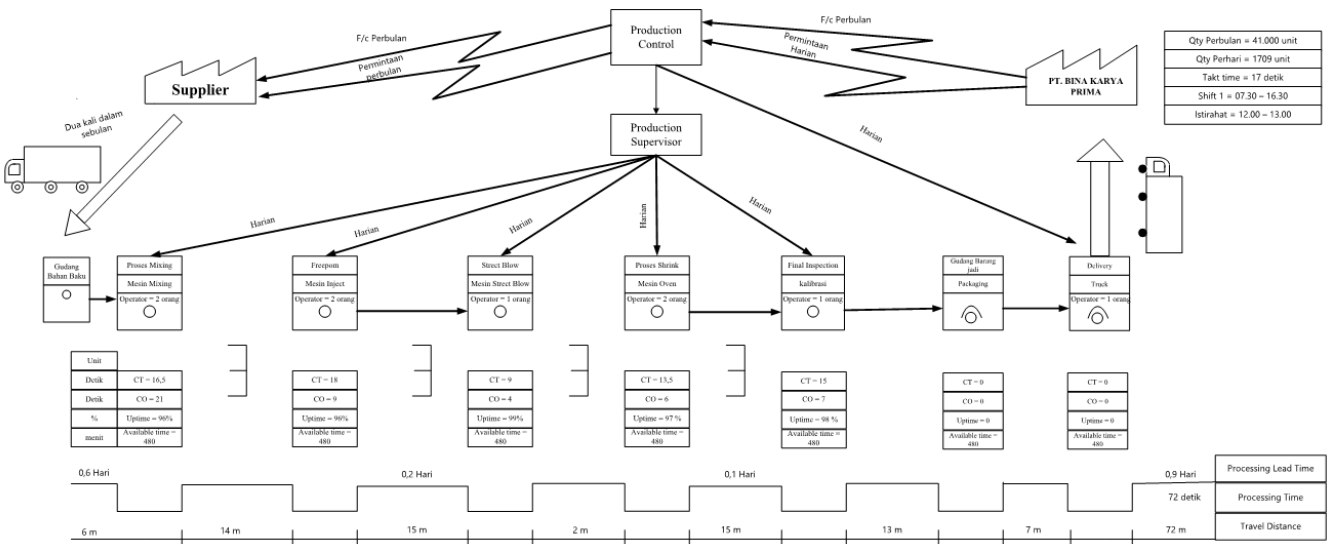 Production
Control
F/c Perbulan
Permintaan
perbulan
F/c Perbulan
Permintaan
Harian
Supplier
PT. BINA KARYA
PRIMA
Qty Perbulan = 41.000 unit
Qty Perhari = 1709 unit
Takt time = 17 detik
Shift 1 = 07.30 – 16.30
Istirahat = 12.00 – 13.00
Dua kali dalam
sebulan
Production
Supervisor
Harian
Harian
Harian
Harian
Harian
Harian
Gudang
Bahan Baku
Proses Mixing
Mesin Mixing
Operator = 2 orang
Freepom
Mesin Inject
Operator = 2 orang
Strect Blow
Mesin Strect Blow
Operator = 1 orang
Proses Shrink
Mesin Oven
Operator = 2 orang
Final Inspection
kalibrasi
Operator = 1 orang
Gudang Barang
jadi
Packaging
Delivery
Truck
Operator = 1 orang
Unit
Detik
Detik
%
menit
CT = 16,5
CO = 21
Uptime = 96%
Available time =
480
CT = 18
CO = 9
Uptime = 96%
Available time =
480
CT = 9
CO = 4
Uptime = 99%
Available time =
480
CT = 13,5
CO = 6
Uptime = 97 %
Available time =
480
CT = 15
CO = 7
Uptime = 98 %
Available time =
480
CT = 0
CO = 0
Uptime = 0
Available time =
480
CT = 0
CO = 0
Uptime = 0
Available time =
480
0,6 Hari
0,2 Hari
0,1 Hari
0,9 Hari
Processing Lead Time
72 detik
Processing Time
6 m
14 m
15 m
2 m
15 m
13 m
7 m
72 m
Travel Distance